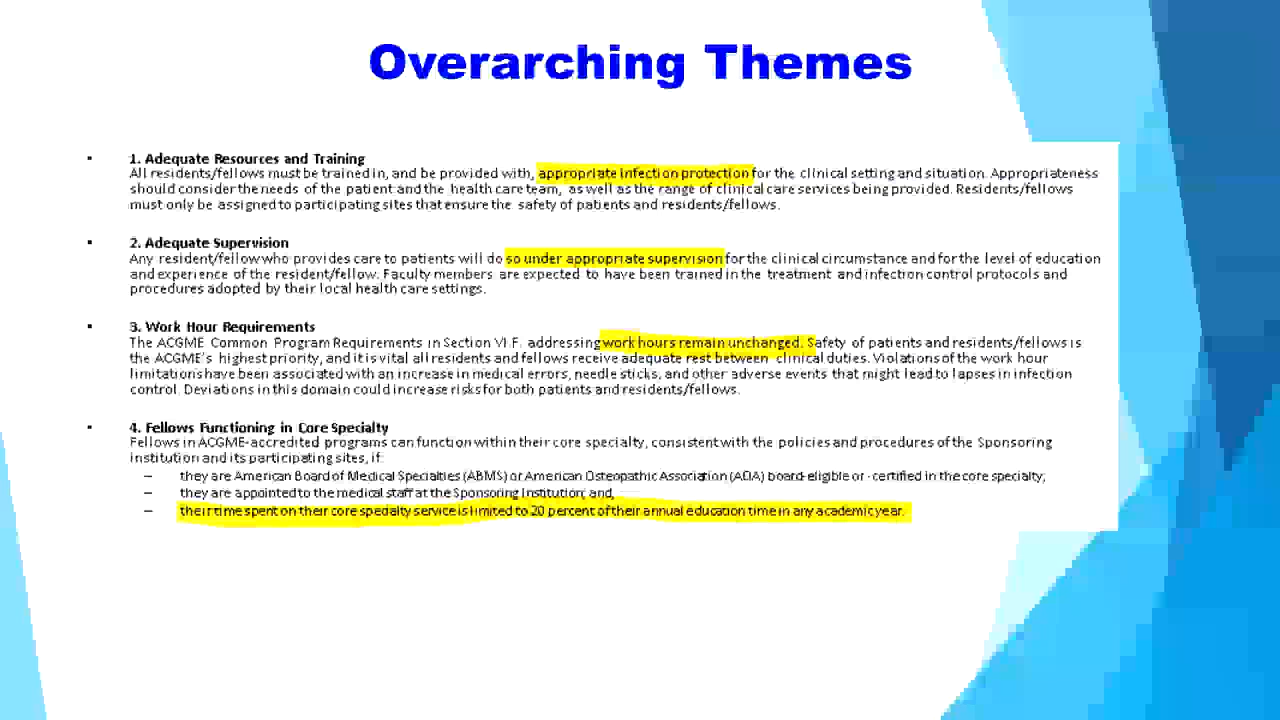 Overarching Themes
• 1. Adequate Resources and Training
All residents/fellows must be trained in, and be provided with, appropriate infection protection for the clinical setting and situation. Appropriateness
should consider the needs of the patient and the health care team, as well as the range of clinical care services being provided. Residents/fellows
must only be assigned to participating sites that ensure the safety of patients and residents/fellows.
• 2. Adequate Supervision
Any resident/fellow who provides care to patients will do so under appropriate supervision for the clinical circumstance and for the level of education
and experience of the resident/fellow. Faculty members are expected to have been trained in the treatment and infection control protocols and
procedures adopted by their local health care settings.
• 3. Work Hour Requirements
The ACGME Common Program Requirements in Section VI.F. addressing work hours remain unchanged. Safety of patients and residents/fellows is
the ACGME's highest priority, and it is vital all residents and fellows receive adequate rest between clinical duties. Violations of the work hour
limitations have been associated with an increase in medical errors, needle sticks, and other adverse events that might lead to lapses in infection
control. Deviations in this domain could increase risks for both patients and residents/fellows.
• 4. Fellows Functioning in Core Specialty
Fellows in ACGME-accredited programs can function within their core specialty, consistent with the policies and procedures of the Sponsoring
Institution and its participating sites, if:
– they are American Board of Medical Specialties (ABMS) or American Osteopathic Association (AOA) board-eligible or -certified in the core specialty;
– they are appointed to the medical staff at the Sponsoring Institution; and,
– their time spent on their core specialty service is limited to 20 percent of their annual education time in any academic year.